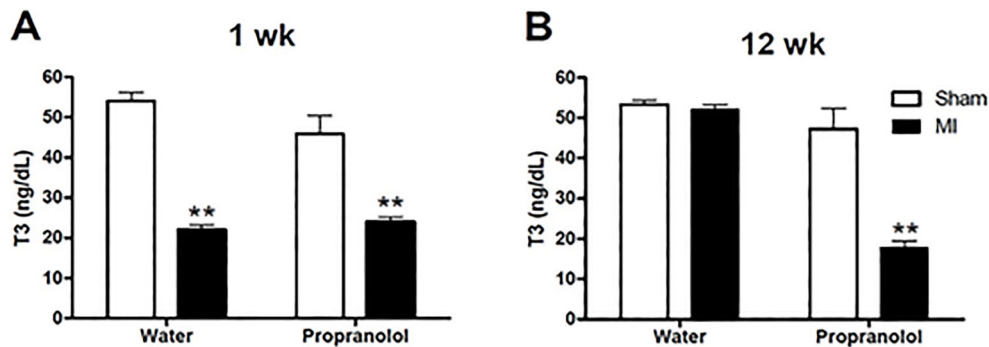 A
1 wk
T3 (ng/dL)
60
50
40
30
20
10
0
**
**
Water
Propranolol
B
12 wk
T3 (ng/dL)
60
50
40
30
20
10
0
**
Sham
MI
Water
Propranolol